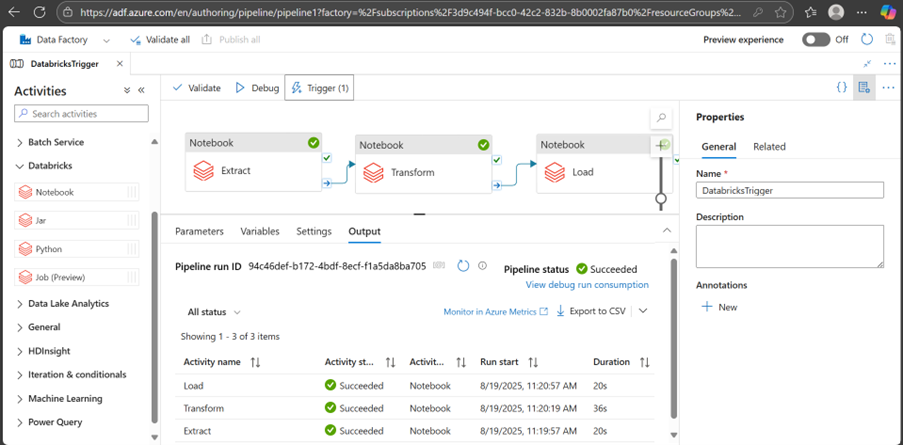 https://adf.azure.com/en/authoring/pipeline/pipeline1?factory=%2Fsubscriptions%2F3d9c494f-bcc0-42c2-832b-8b0002fa87b0%2FresourceGroups%2...
Data Factory Validate all Publish all Preview experience Off
DatabricksTrigger
Activities
Search activities
Batch Service
Databricks
Notebook
Jar
Python
Job (Preview)
Data Lake Analytics
General
HDInsight
Iteration & conditionals
Machine Learning
Power Query
Validate Debug Trigger (1)
Notebook
Extract
Notebook
Transform
Notebook
Load
Parameters Variables Settings Output
Pipeline run ID 94c46def-b172-4bdf-8ecf-f1a5da8ba705 Pipeline status Succeeded
View debug run consumption
All status Monitor in Azure Metrics Export to CSV
Showing 1 - 3 of 3 items
Activity name Activity st... Activit... Run start Duration
Load Succeeded Notebook 8/19/2025, 11:20:57 AM 20s
Transform Succeeded Notebook 8/19/2025, 11:20:19 AM 36s
Extract Succeeded Notebook 8/19/2025, 11:19:57 AM 20s
Properties
General Related
Name *
DatabricksTrigger
Description
Annotations
New